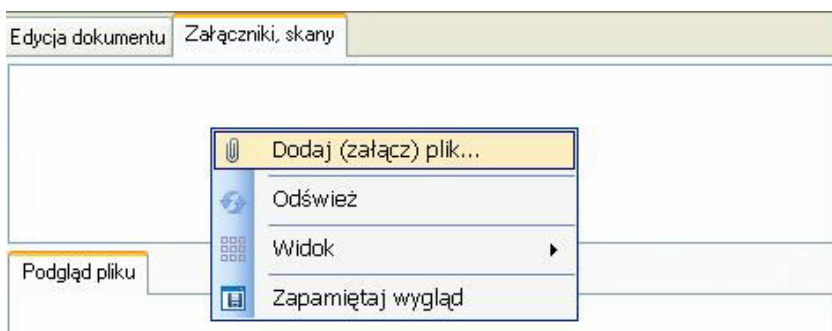 Edycja dokumentu Załączniki, skany
Dodaj (załącz) plik...
Odśwież
Widok
Podgląd pliku
Zapamiętaj wygląd